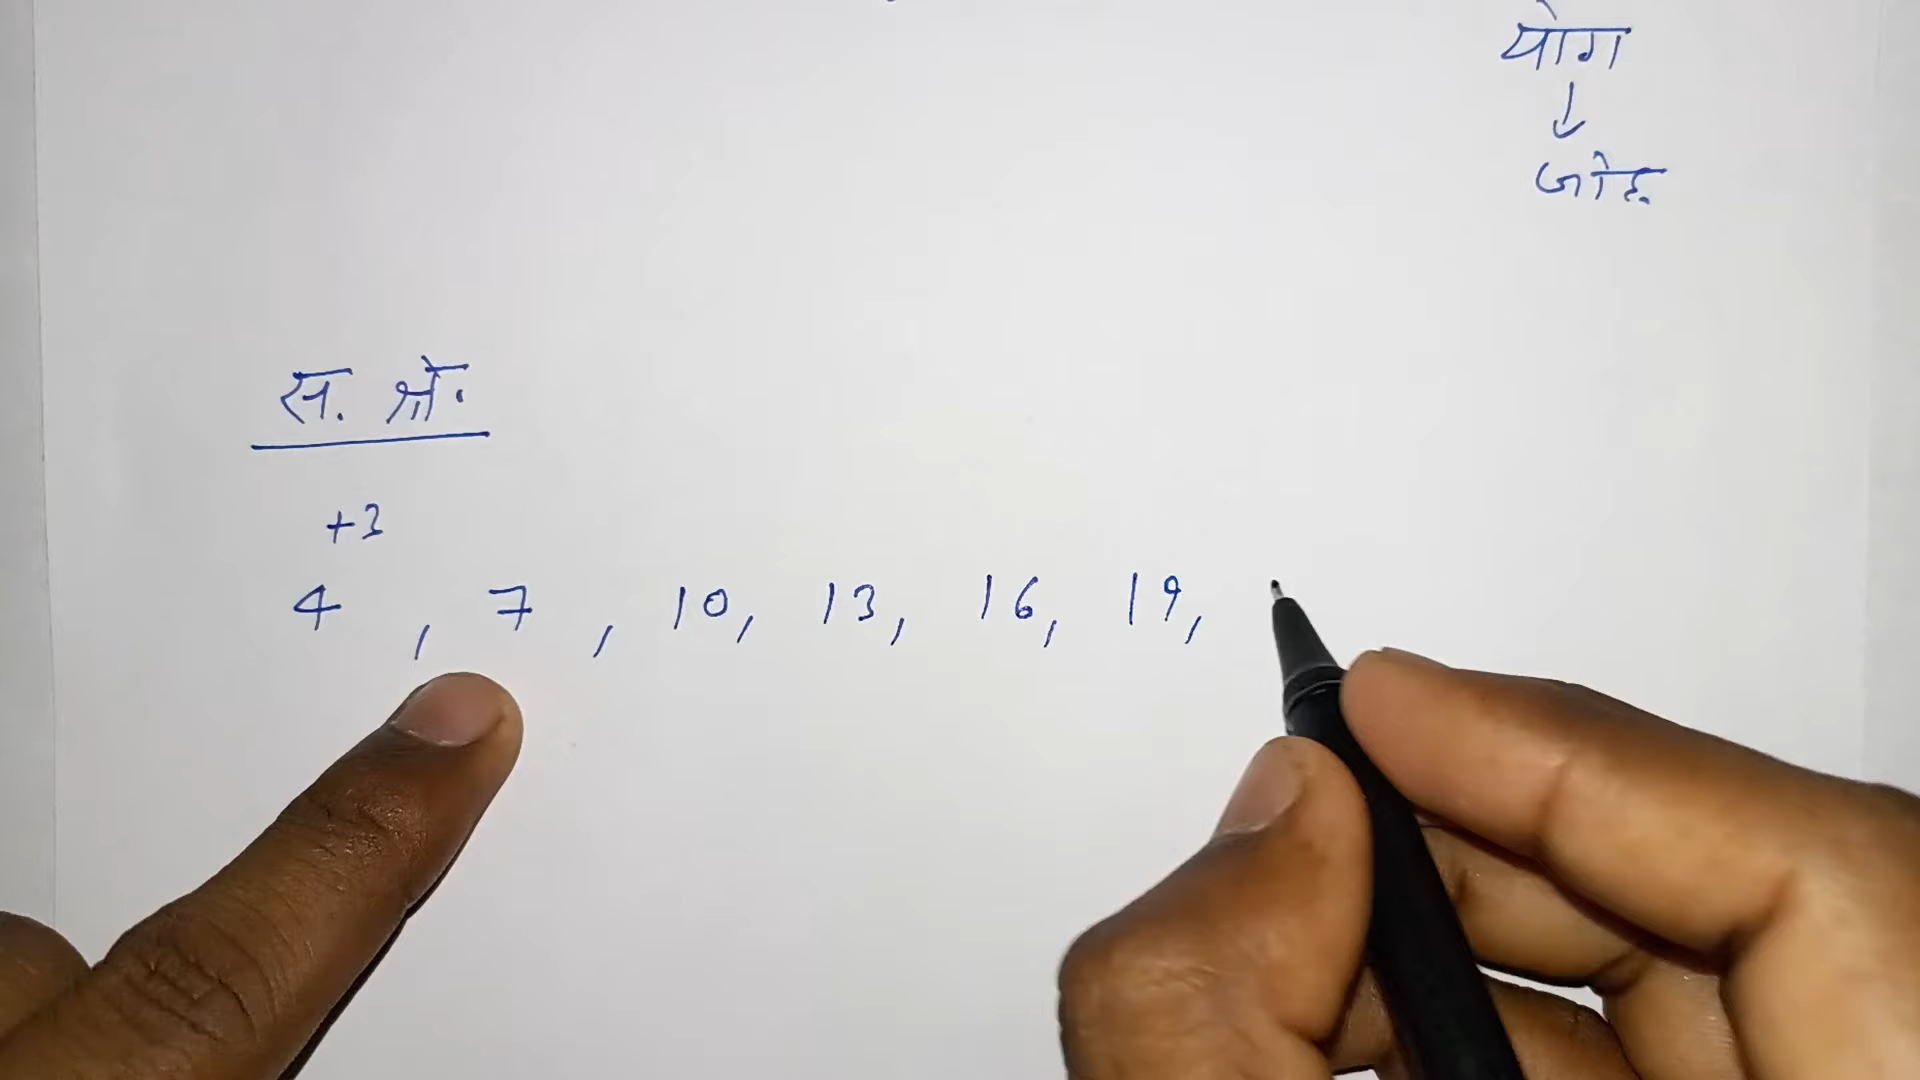 योग
↓
जोड़
स. श्रे.
+3
4 , 7 , 10, 13, 16, 19,